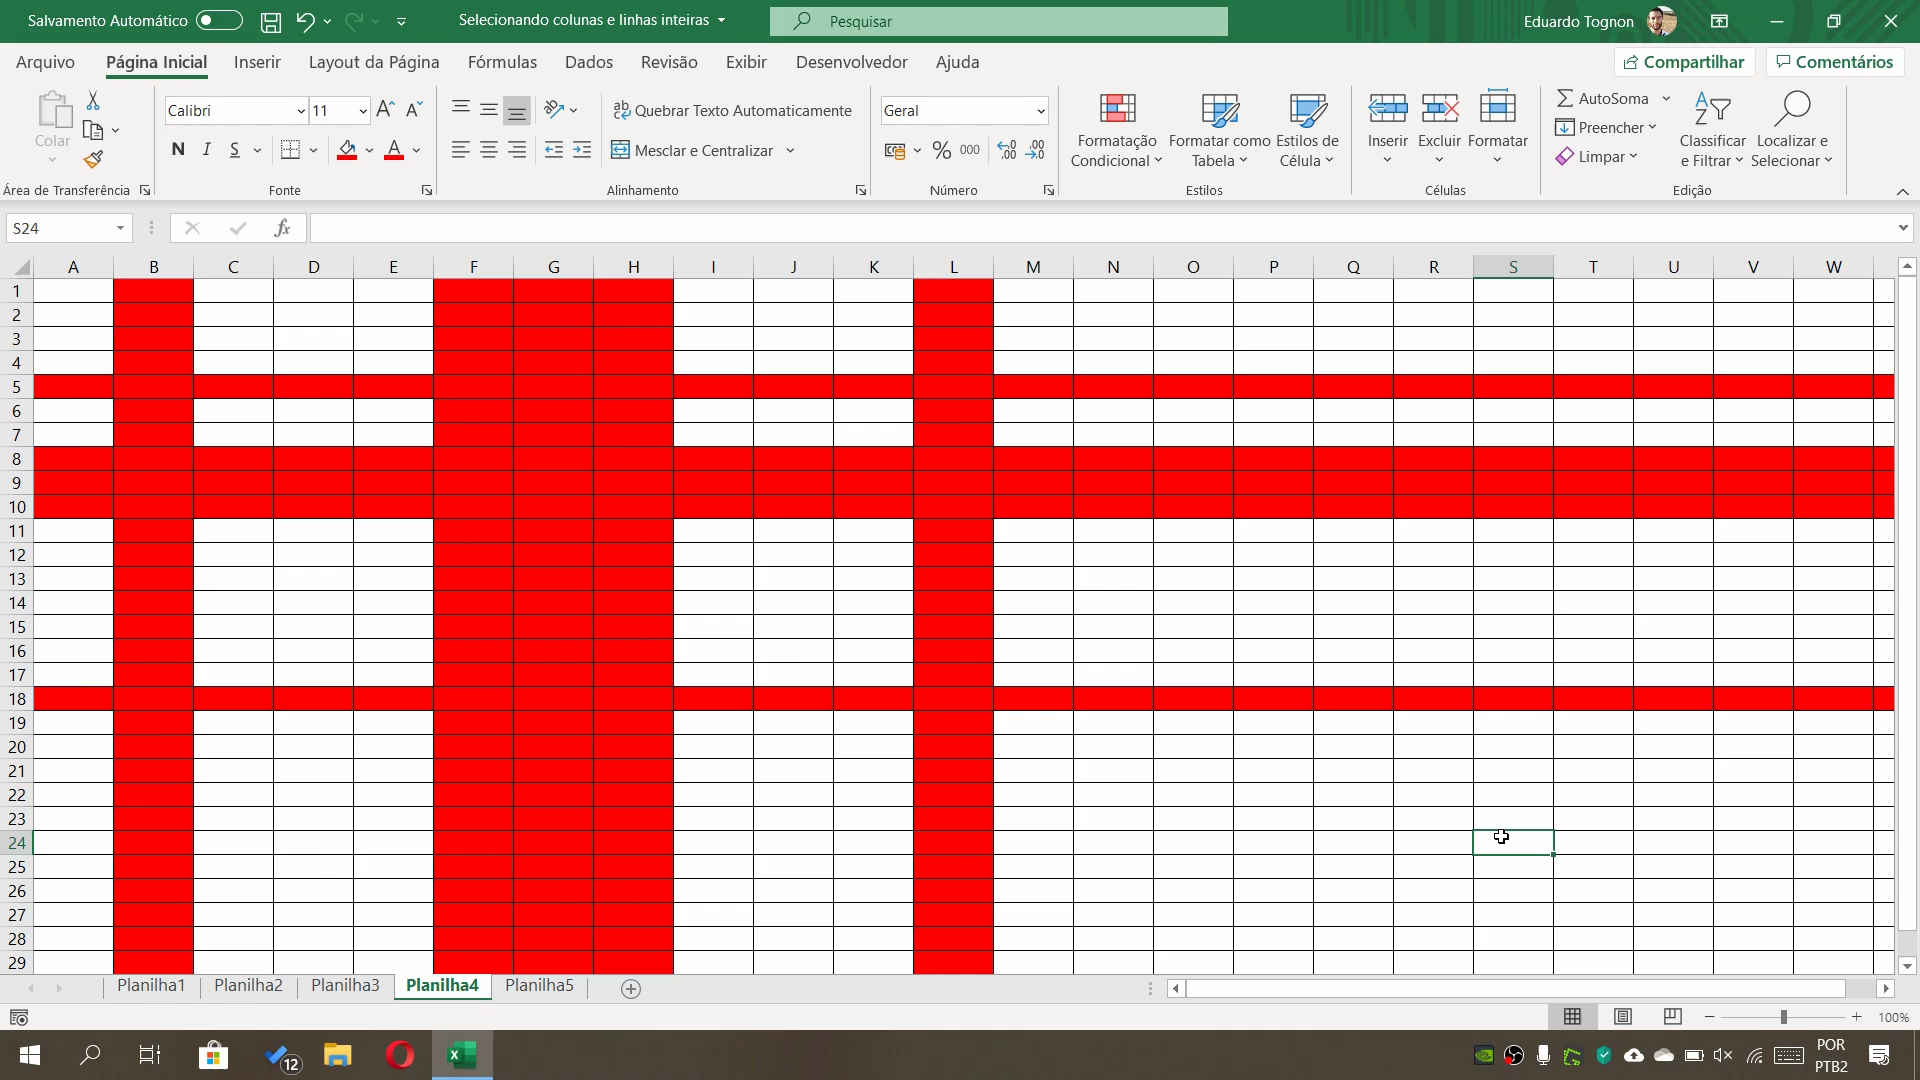 Salvamento Automático
Selecionando colunas e linhas inteiras
Pesquisar
Eduardo Tognon
Arquivo Página Inicial Inserir Layout da Página Fórmulas Dados Revisão Exibir Desenvolvedor Ajuda
Compartilhar Comentários
Colar
Área de Transferência
Calibri 11
N I S
Fonte
Quebrar Texto Automaticamente
Mesclar e Centralizar
Alinhamento
Geral
% 000
Número
Formatação Condicional
Formatar como Tabela
Estilos de Célula
Estilos
Inserir Excluir Formatar
Células
AutoSoma
Preencher
Limpar
Classificar e Filtrar
Localizar e Selecionar
Edição
S24
fx
A B C D E F G H I J K L M N O P Q R S T U V W
1
2
3
4
5
6
7
8
9
10
11
12
13
14
15
16
17
18
19
20
21
22
23
24
25
26
27
28
29
Planilha1 Planilha2 Planilha3 Planilha4 Planilha5
100%
12
POR
PTB2